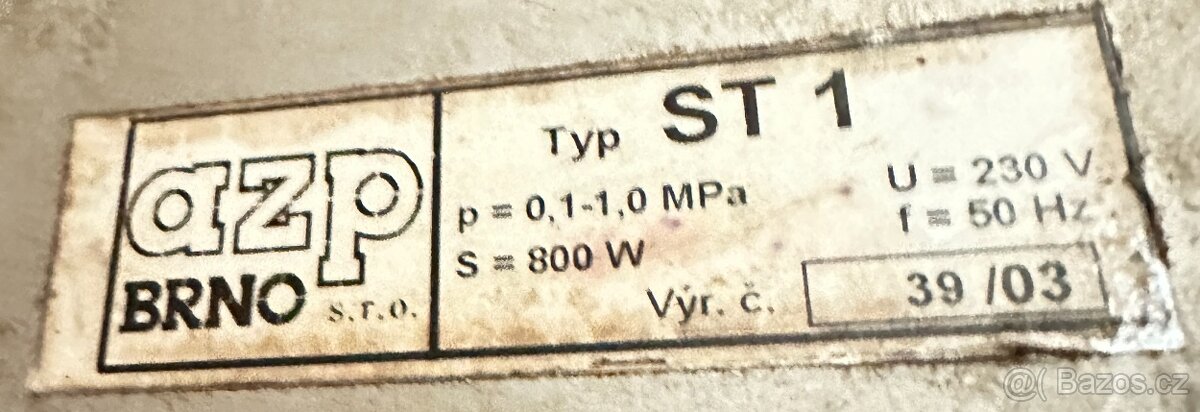 azp
BRNO s.r.o.
Typ ST 1
p = 0,1-1,0 MPa
S = 800 W
U = 230 V
f = 50 Hz
Výr. č. 39 /03
@( Bazos.cz